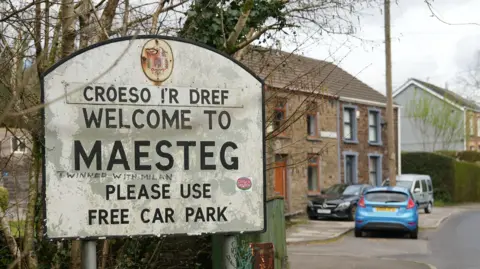 CROESO I'R DREF
WELCOME TO
MAESTEG
TWINNED WITH MILAN
PLEASE USE
FREE CAR PARK